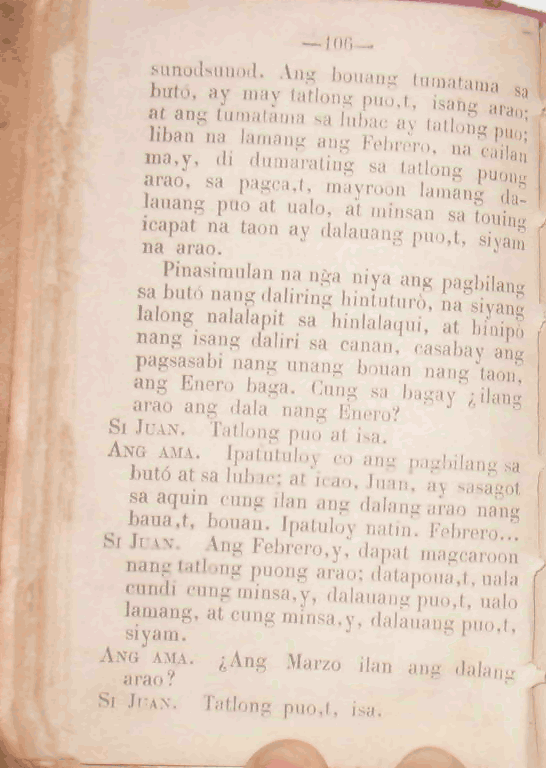 —106—
sunodsunod. Ang bouang tumatama sa
butó, ay may tatlong puo,t, isang arao;
at ang tumatama sa lubac ay tatlong puo;
liban na lamang ang Febrero, na cailan
ma,y, di dumarating sa tatlong puong
arao, sa pagca,t, mayroon lamang da-
lauang puo at ualo, at minsan sa touing
icapat na taon ay dalauang puo,t, siyam
na arao.
Pinasimulan na n͠ga niya ang pagbilang
sa butó nang daliring hintuturò, na siyang
lalong nalalapit sa hinlalaqui, at binipò
nang isang daliri sa canan, casabay ang
pagsasabi nang unang bouan nang taon,
ang Enero baga. Cung sa bagay ¿ilang
arao ang dala nang Enero?
SI JUAN. Tatlong puo at isa.
ANG AMA. Ipatutuloy co ang pagbilang sa
butó at sa lubac; at icao, Juan, ay sasagot
sa aquin cung ilan ang dalang arao nang
baua,t, bouan. Ipatuloy natin. Febrero...
SI JUAN. Ang Febrero,y, dapat magcaroon
nang tatlong puong arao; datapoua,t, uala
cundi cung minsa,y, dalauang puo,t, ualo
lamang, at cung minsa,y, dalauang puo,t,
siyam.
ANG AMA. ¿Ang Marzo ilan ang dalang
arao?
SI JUAN. Tatlong puo,t, isa.